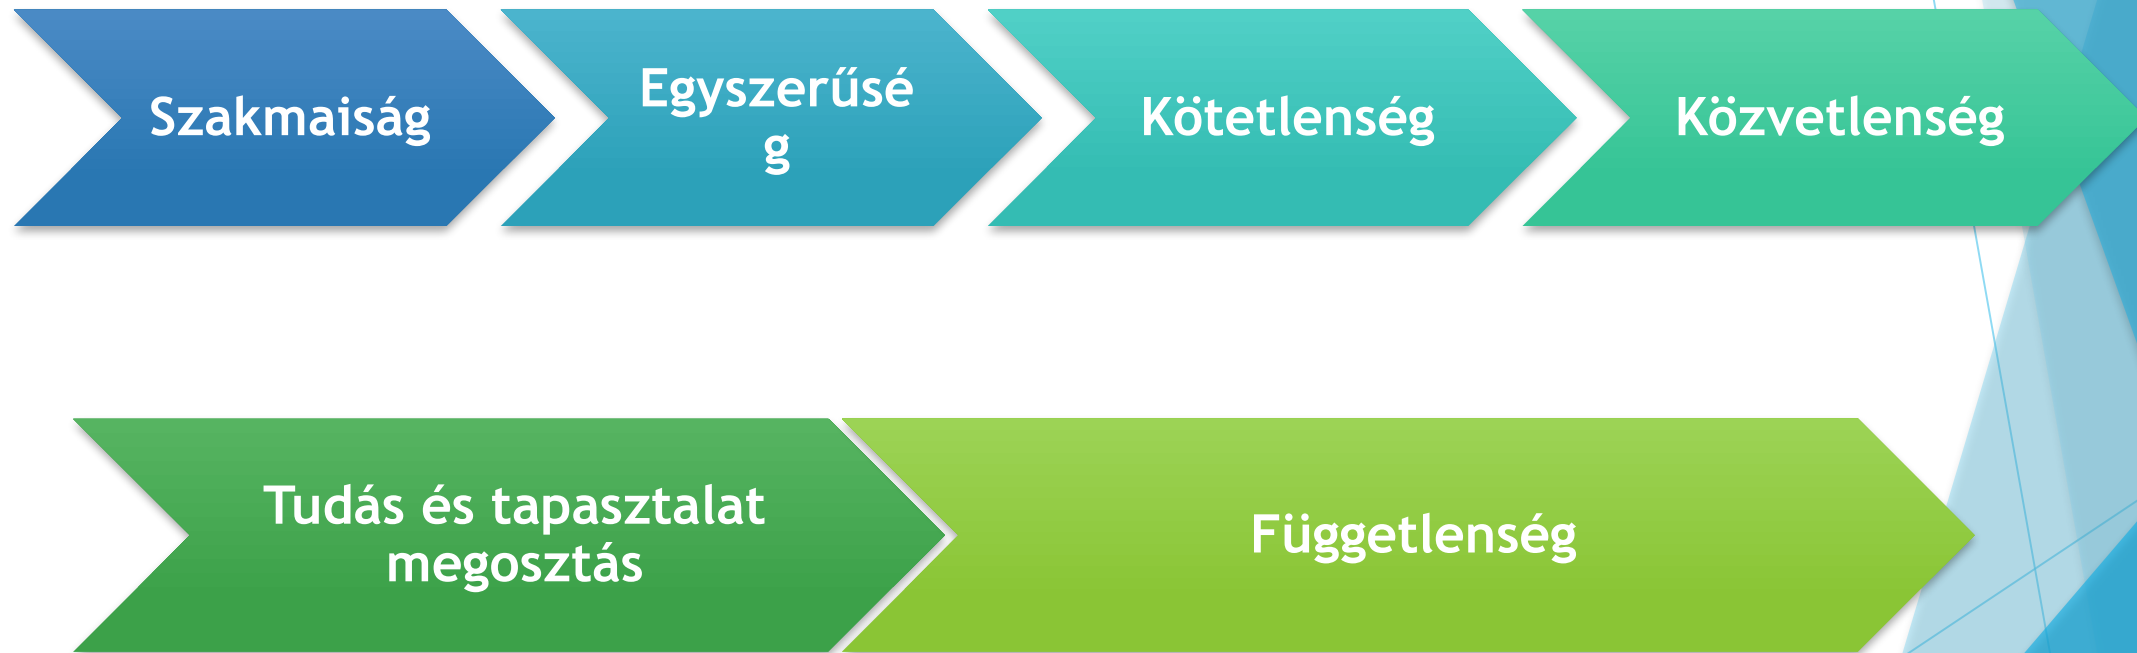 Szakmaiság
Egyszerűsé
g
Kötetlenség
Közvetlenség
Tudás és tapasztalat
megosztás
Függetlenség